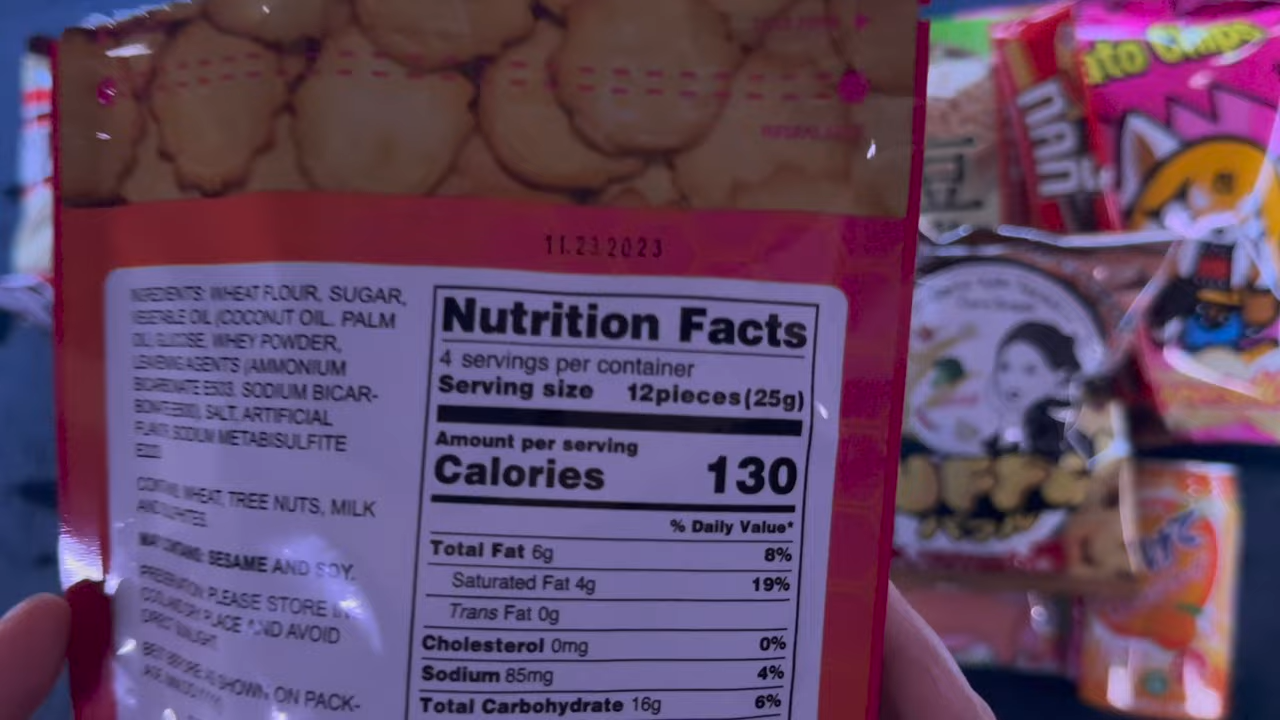 11.23.2023
INGREDIENTS: WHEAT FLOUR, SUGAR,
VEGETABLE OIL (COCONUT OIL, PALM
OIL), GLUCOSE, WHEY POWDER,
LEAVENING AGENTS (AMMONIUM
BICARBONATE E503, SODIUM BICAR-
BONATE E500), SALT, ARTIFICIAL
FLAVOR, SODIUM METABISULFITE
CONTAINS WHEAT, TREE NUTS, MILK
AND SULPHITES.
MAY CONTAINS: SESAME AND SOY.
PLEASE STORE IN
COOL AND DRY PLACE AND AVOID
SHOWN ON PACK-
Nutrition Facts
4 servings per container
Serving size 12pieces(25g)
Amount per serving
Calories 130
% Daily Value*
Total Fat 6g 8%
Saturated Fat 4g 19%
Trans Fat 0g
Cholesterol 0mg 0%
Sodium 85mg 4%
Total Carbohydrate 16g 6%
Chips